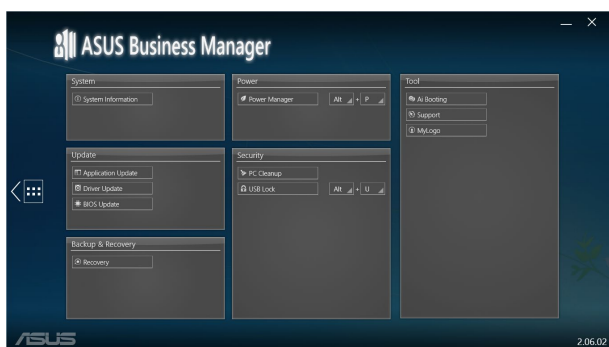 ASUS Business Manager
System
System Information
Power
Power Manager Alt + P
Tool
Ai Booting
Support
MyLogo
Update
Application Update
Driver Update
BIOS Update
Security
PC Cleanup
USB Lock Alt + U
Backup & Recovery
Recovery
ASUS
2.06.02